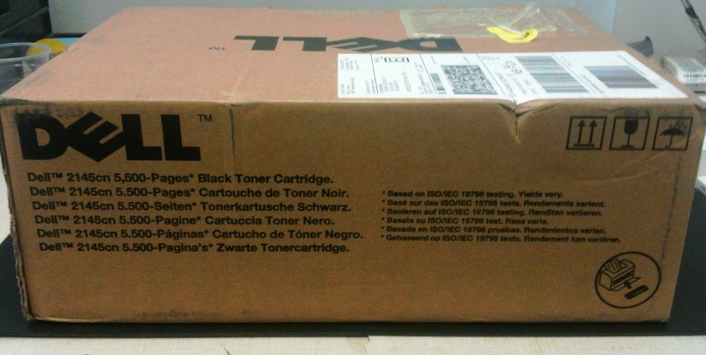 DELL™
DELL™
Dell™ 2145cn 5,500-Pages* Black Toner Cartridge.
Dell™ 2145cn 5.500-Pages* Cartouche de Toner Noir.
Dell™ 2145cn 5.500-Seiten* Tonerkartusche Schwarz.
Dell™ 2145cn 5.500-Pagine* Cartuccia Toner Nero.
Dell™ 2145cn 5.500-Páginas* Cartucho de Tóner Negro.
Dell™ 2145cn 5.500-Pagina's* Zwarte Tonercartridge.
* Based on ISO/IEC 19798 testing. Yields vary.
* Basé sur des ISO/IEC 19798 tests. Rendements varient.
* Basieren auf ISO/IEC 19798 testing. Renditen variieren.
* Basata su ISO/IEC 19798 test. Resa varia.
* Basado en ISO/IEC 19798 pruebas. Rendimientos varían.
* Gebaseerd op ISO/IEC 19798 tests. Rendement kan variëren.